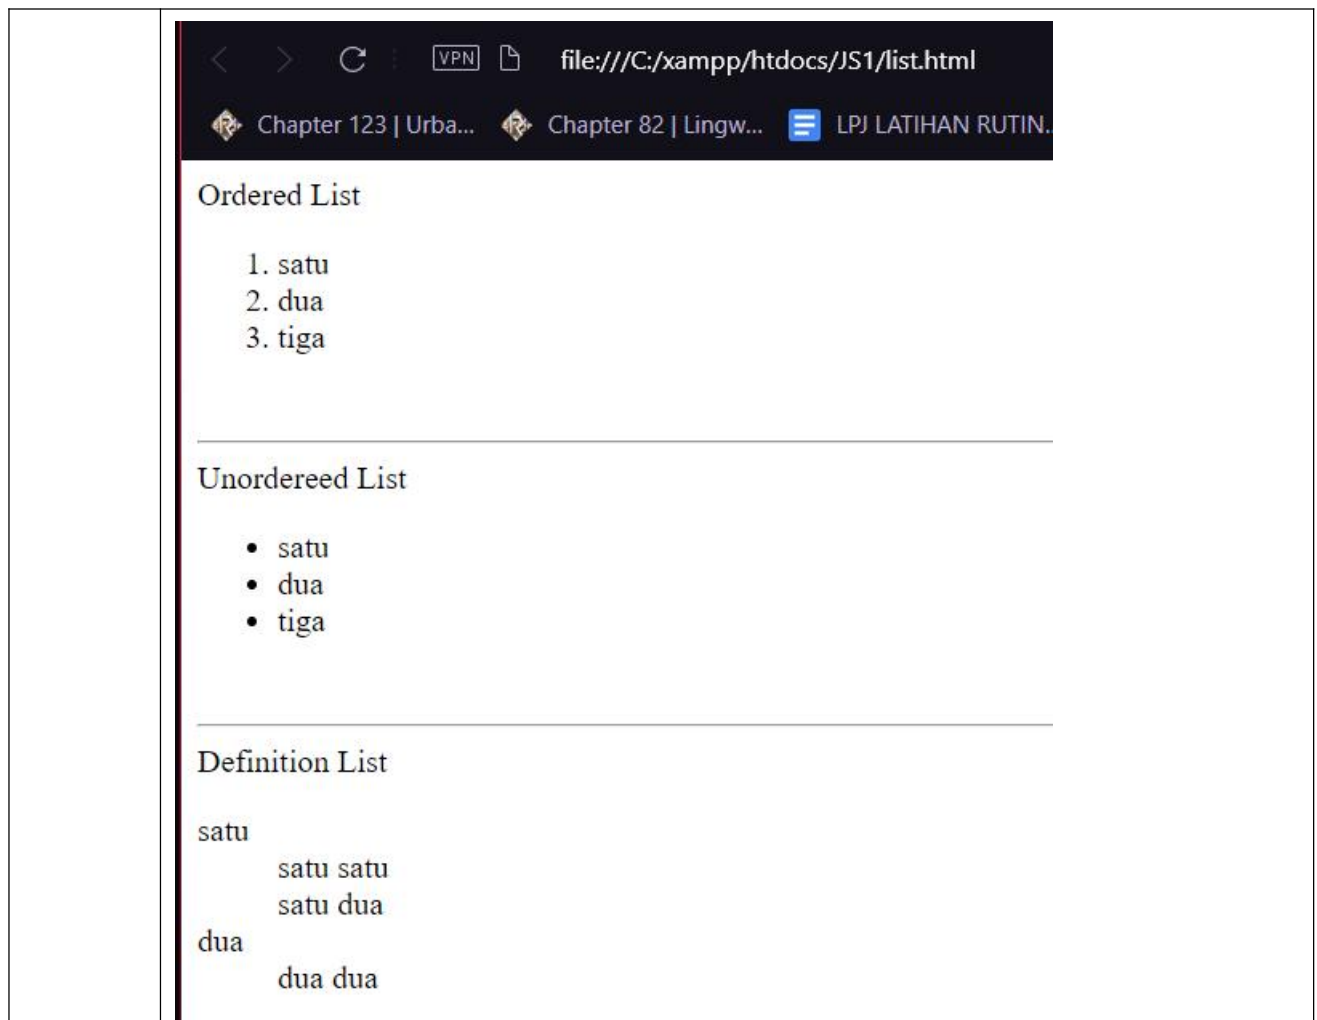 VPN file:///C:/xampp/htdocs/JS1/list.html
Chapter 123 | Urba... Chapter 82 | Lingw... LPJ LATIHAN RUTIN..
Ordered List
1. satu
2. dua
3. tiga
Unordereed List
• satu
• dua
• tiga
Definition List
satu
satu satu
satu dua
dua
dua dua